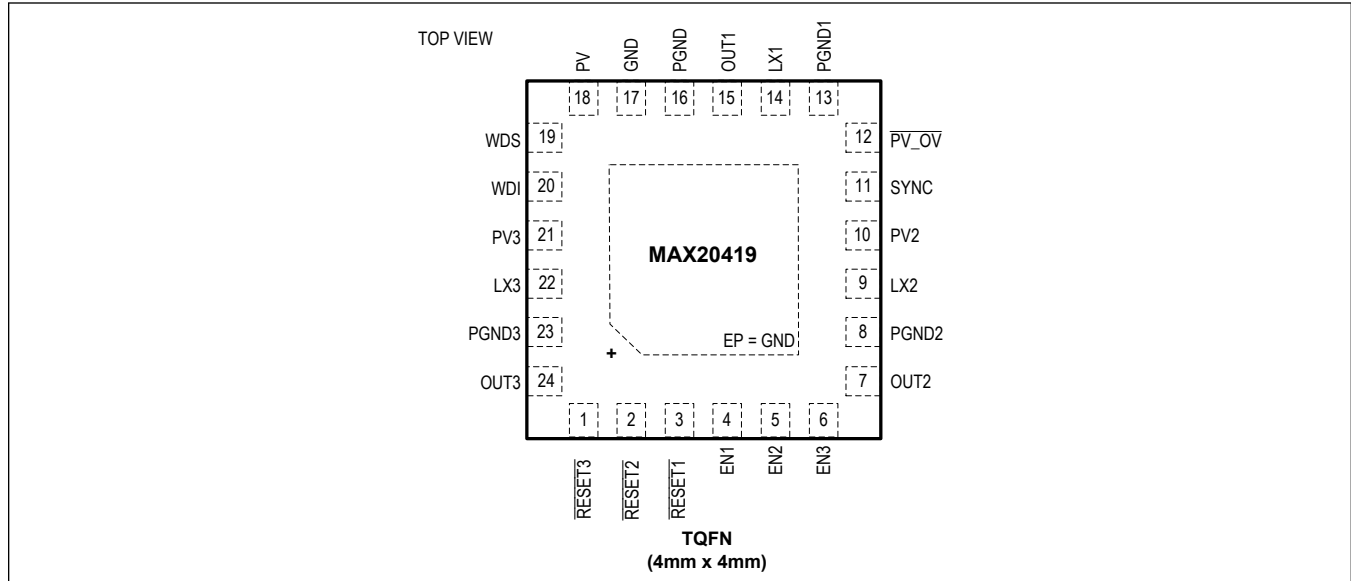 TOP VIEW
PV
GND
PGND
OUT1
LX1
PGND1
18
17
16
15
14
13
WDS 19
12 PV_OV
WDI 20
11 SYNC
PV3 21
MAX20419
10 PV2
LX3 22
9 LX2
PGND3 23
EP = GND
8 PGND2
+
OUT3 24
7 OUT2
1
2
3
4
5
6
RESET3
RESET2
RESET1
EN1
EN2
EN3
TQFN
(4mm x 4mm)